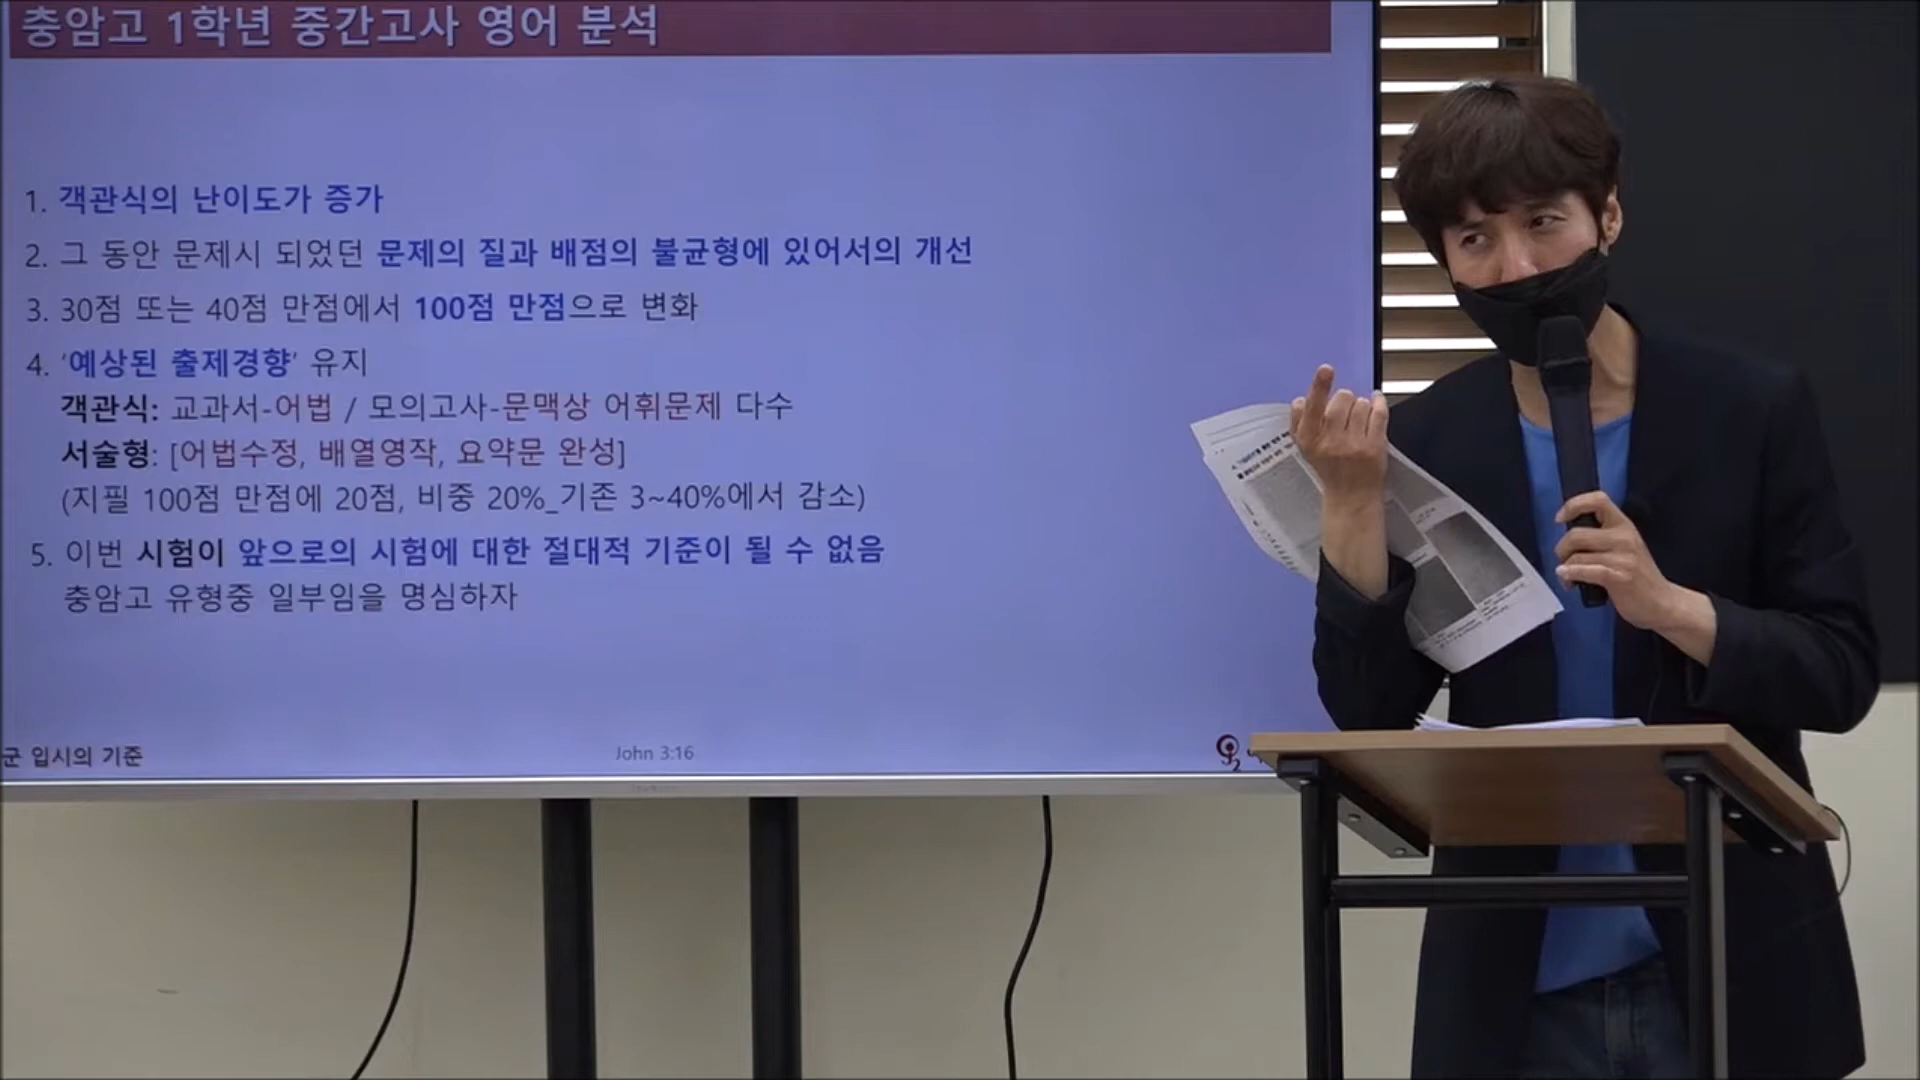 충암고 1학년 중간고사 영어 분석
1. 객관식의 난이도가 증가
2. 그 동안 문제시 되었던 문제의 질과 배점의 불균형에 있어서의 개선
3. 30점 또는 40점 만점에서 100점 만점으로 변화
4. '예상된 출제경향' 유지
객관식: 교과서-어법 / 모의고사-문맥상 어휘문제 다수
서술형: [어법수정, 배열영작, 요약문 완성]
(지필 100점 만점에 20점, 비중 20%_기존 3~40%에서 감소)
5. 이번 시험이 앞으로의 시험에 대한 절대적 기준이 될 수 없음
충암고 유형중 일부임을 명심하자
군 입시의 기준
John 3:16